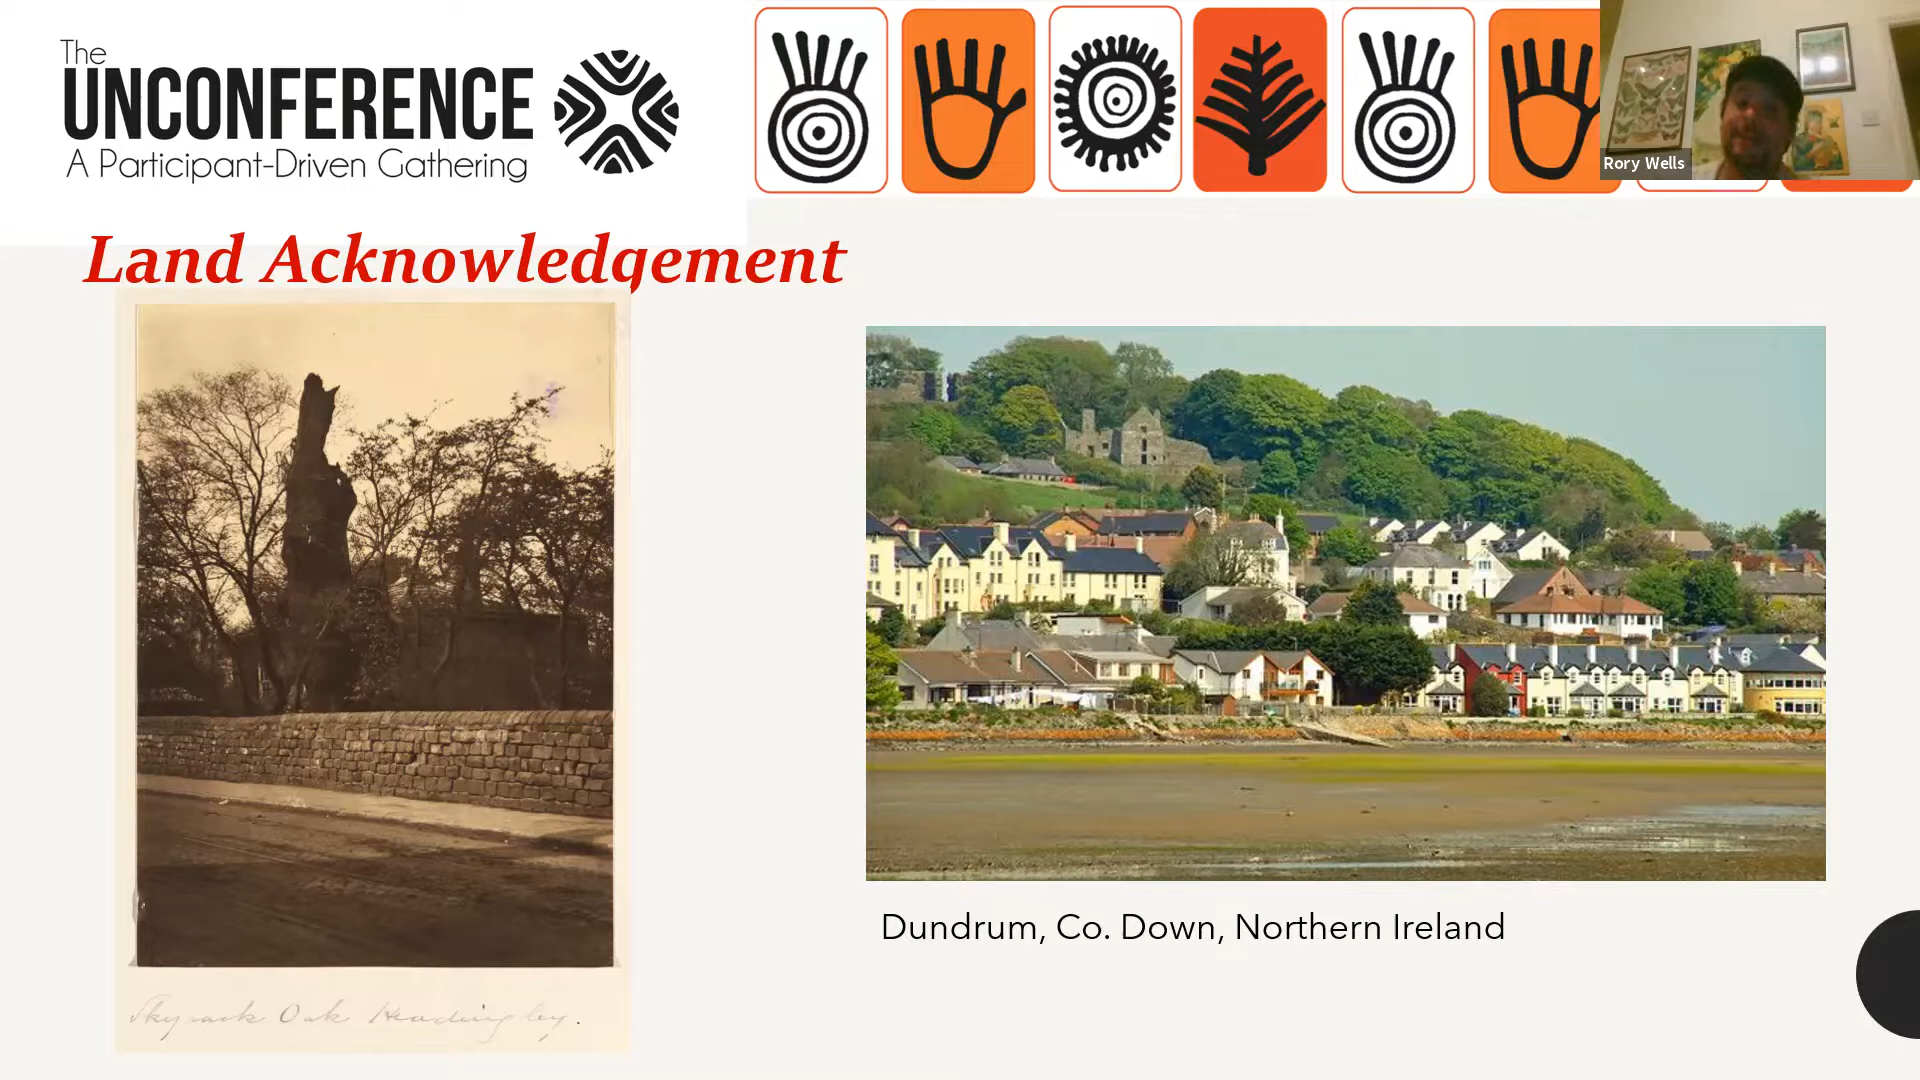 The
UNCONFERENCE
A Participant-Driven Gathering
Rory Wells
Land Acknowledgement
Dundrum, Co. Down, Northern Ireland
Skyrack Oak Headingley.